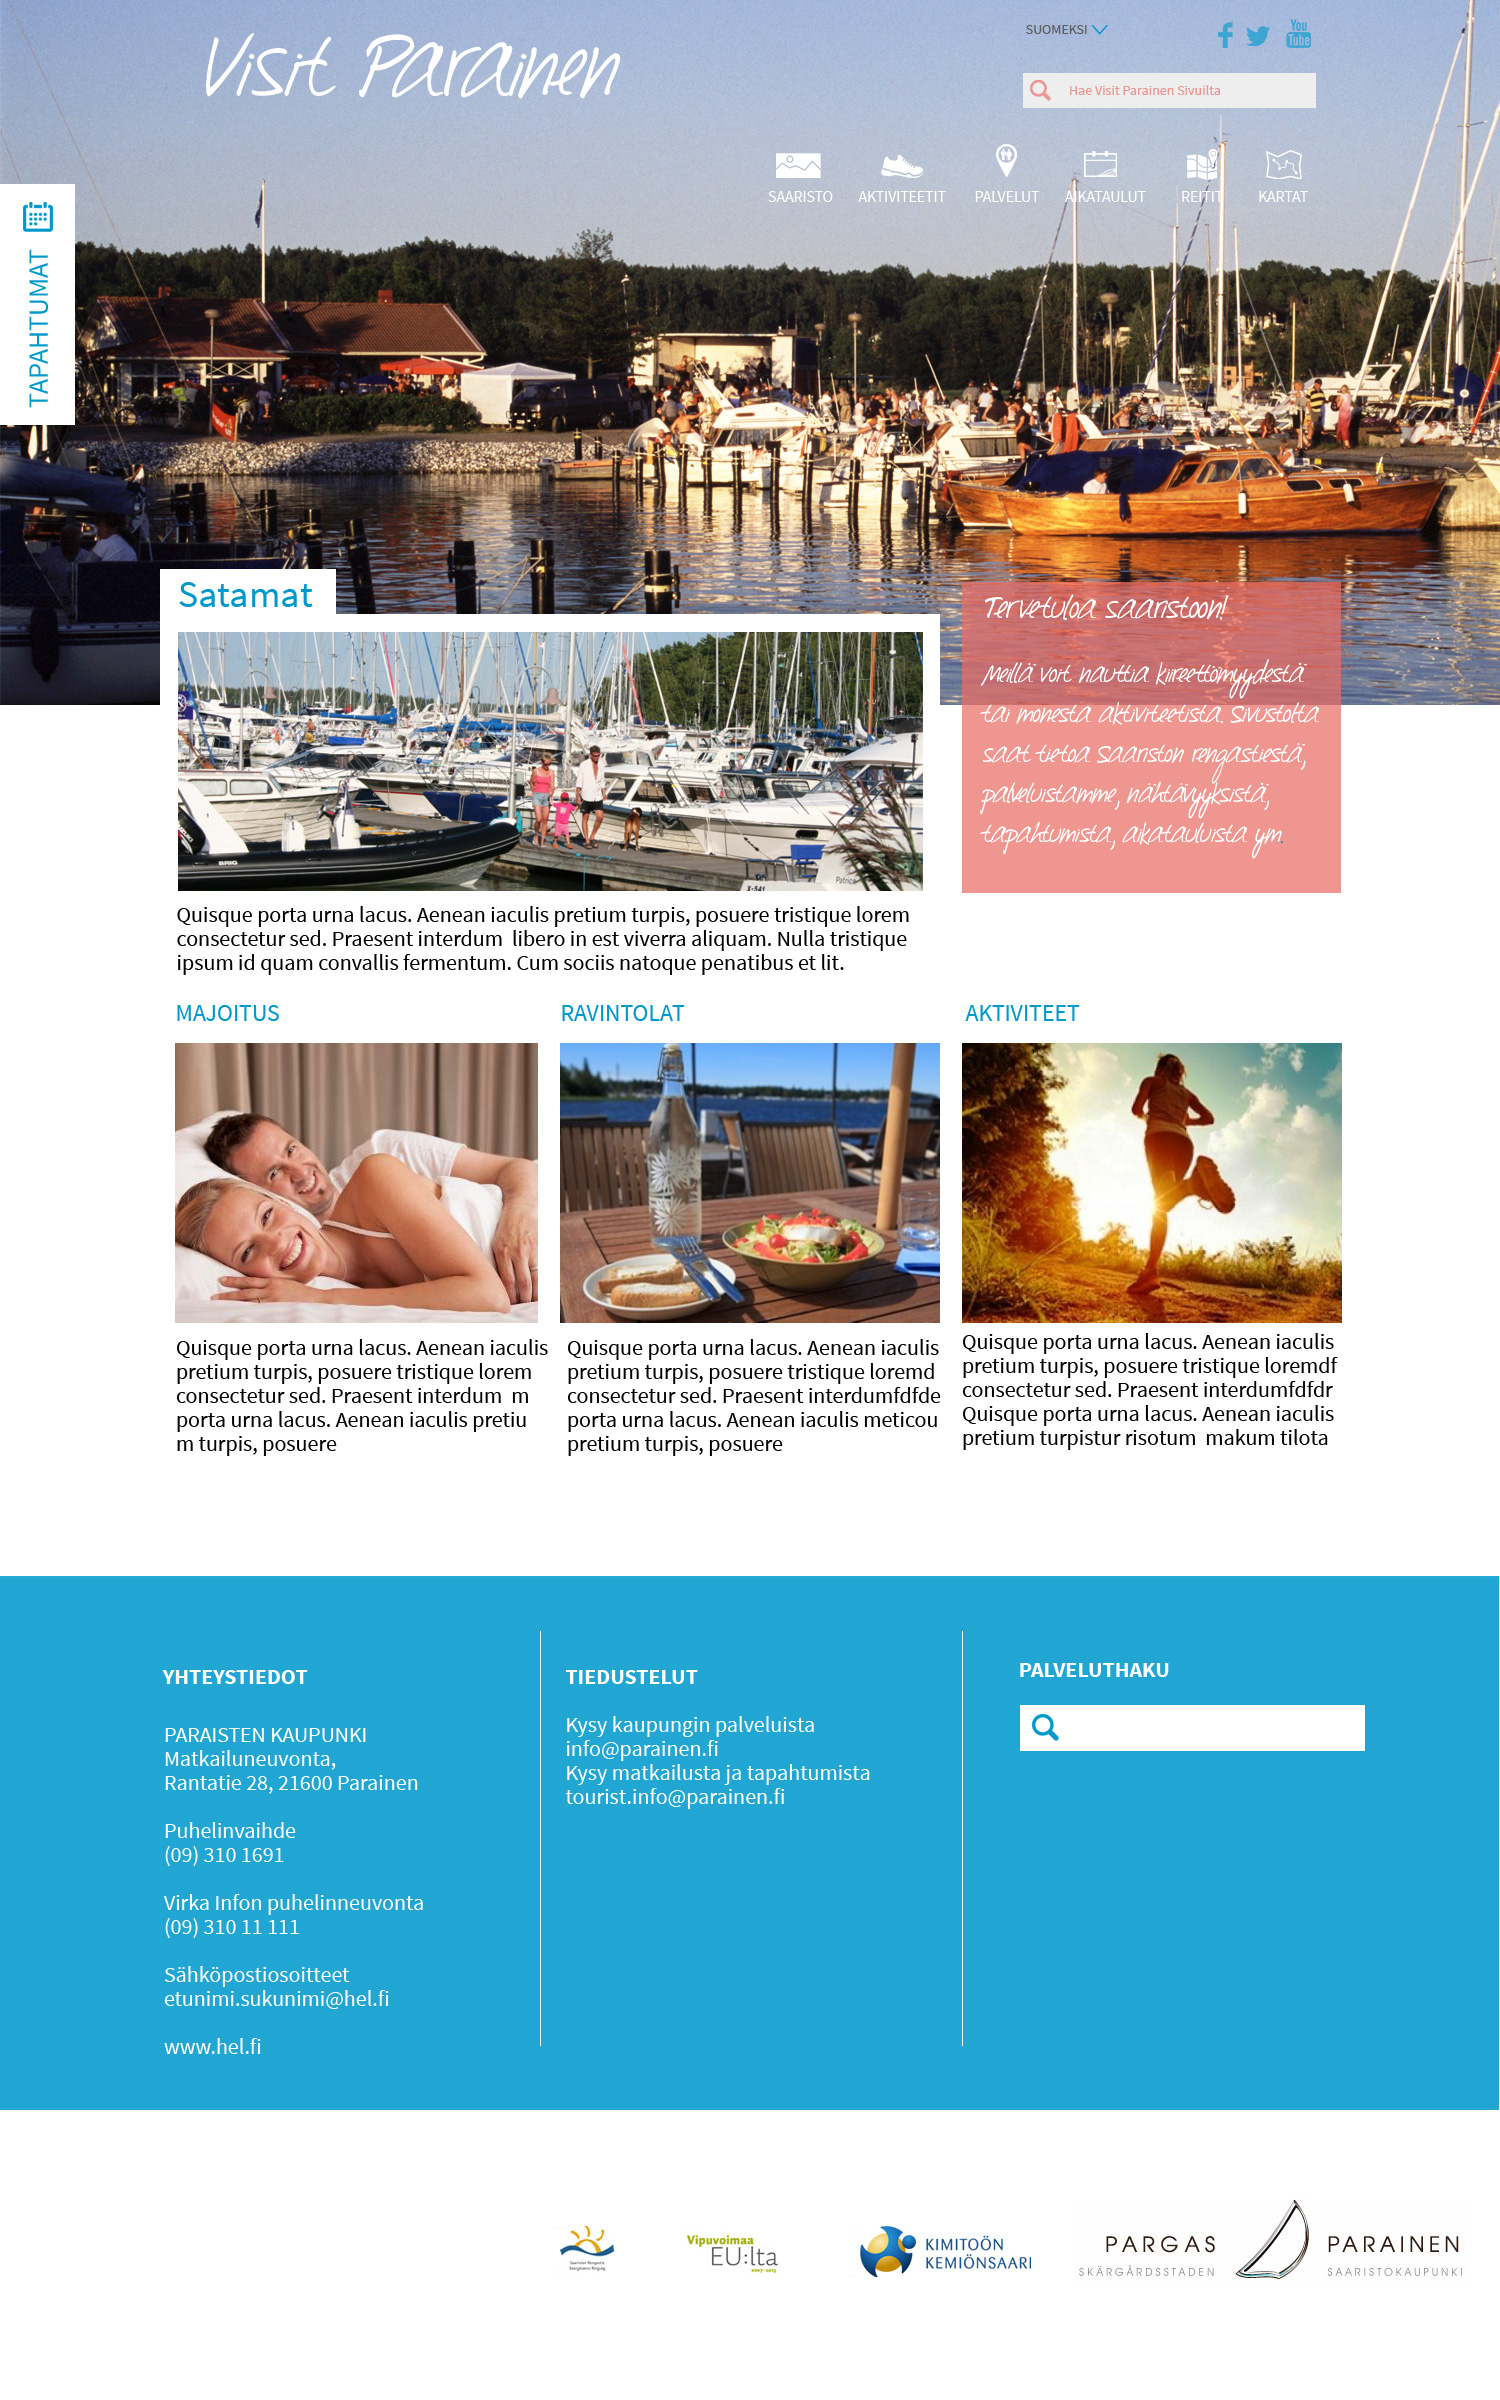 Visit Parainen
SUOMEKSI
You
Tube
Hae Visit Parainen Sivuilta
SAARISTO
AKTIVITEETIT
PALVELUT
AIKATAULUT
REITIT
KARTAT
TAPAHTUMAT
Satamat
BRIG
X-541
Patrice
Tervetuloa saaristoon!
Meillä voit nauttia kiireettömyydestä
tai monesta aktiviteetista. Sivustolta
saat tietoa Saariston rengastiestä,
palveluistamme, nähtävyyksistä,
tapahtumista, aikatauluista ym.
Quisque porta urna lacus. Aenean iaculis pretium turpis, posuere tristique lorem
consectetur sed. Praesent interdum  libero in est viverra aliquam. Nulla tristique
ipsum id quam convallis fermentum. Cum sociis natoque penatibus et lit.
MAJOITUS
Quisque porta urna lacus. Aenean iaculis
pretium turpis, posuere tristique lorem
consectetur sed. Praesent interdum  m
porta urna lacus. Aenean iaculis pretiu
m turpis, posuere
RAVINTOLAT
Quisque porta urna lacus. Aenean iaculis
pretium turpis, posuere tristique loremd
consectetur sed. Praesent interdumfdfde
porta urna lacus. Aenean iaculis meticou
pretium turpis, posuere
AKTIVITEET
Quisque porta urna lacus. Aenean iaculis
pretium turpis, posuere tristique loremdf
consectetur sed. Praesent interdumfdfdr
Quisque porta urna lacus. Aenean iaculis
pretium turpistur risotum  makum tilota
YHTEYSTIEDOT
PARAISTEN KAUPUNKI
Matkailuneuvonta,
Rantatie 28, 21600 Parainen
Puhelinvaihde
(09) 310 1691
Virka Infon puhelinneuvonta
(09) 310 11 111
Sähköpostiosoitteet
etunimi.sukunimi@hel.fi
www.hel.fi
TIEDUSTELUT
Kysy kaupungin palveluista
info@parainen.fi
Kysy matkailusta ja tapahtumista
tourist.info@parainen.fi
PALVELUTHAKU
Saariston Rengastie
Skärgårdens Ringväg
Vipuvoimaa
EU:lta
2007–2013
KIMITOÖN
KEMIÖNSAARI
PARGAS
SKÄRGÅRDSSTADEN
PARAINEN
SAARISTOKAUPUNKI